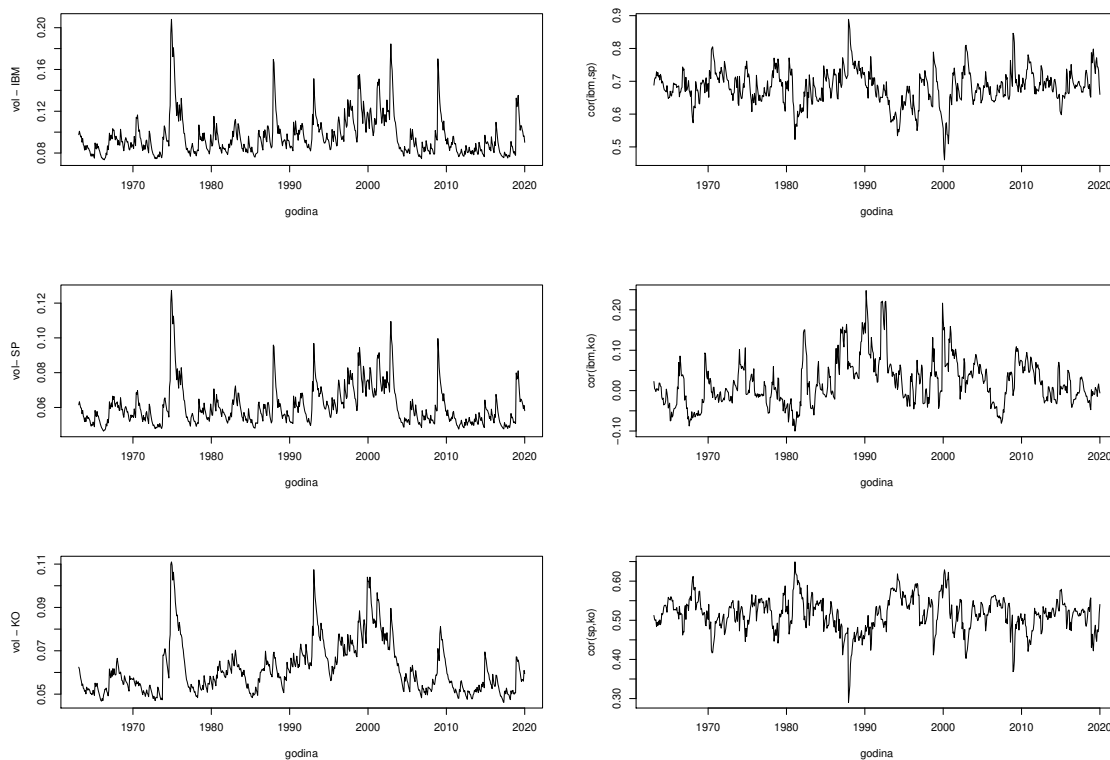 vol − IBM
0.08 0.12 0.16 0.20
1970 1980 1990 2000 2010 2020
godina
cor(ibm,sp)
0.5 0.6 0.7 0.8 0.9
1970 1980 1990 2000 2010 2020
godina
vol− SP
0.06 0.08 0.10 0.12
1970 1980 1990 2000 2010 2020
godina
cor(ibm,ko)
−0.10 0.00 0.10 0.20
1970 1980 1990 2000 2010 2020
godina
vol − KO
0.05 0.07 0.09 0.11
1970 1980 1990 2000 2010 2020
godina
cor(sp,ko)
0.30 0.40 0.50 0.60
1970 1980 1990 2000 2010 2020
godina